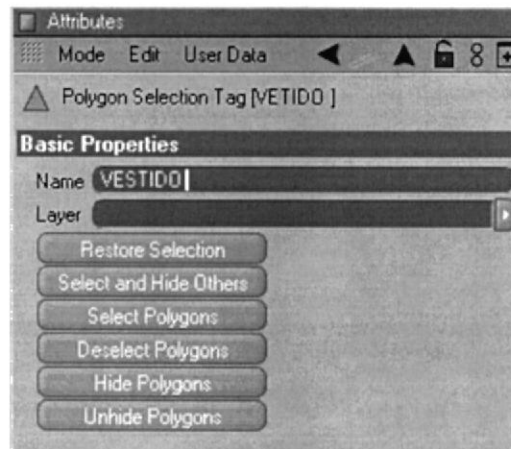 Attributes
Mode Edit User Data
Polygon Selection Tag [VETIDO ]
Basic Properties
Name VESTIDO
Layer
Restore Selection
Select and Hide Others
Select Polygons
Deselect Polygons
Hide Polygons
Unhide Polygons